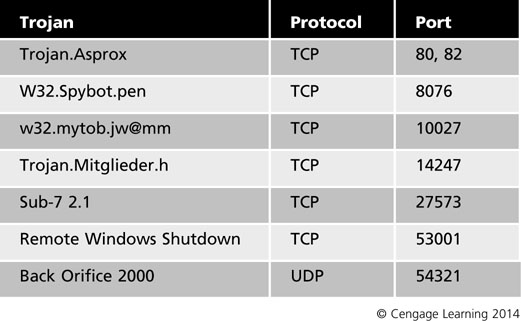 Trojan Protocol Port
Trojan.Asprox TCP 80, 82
W32.Spybot.pen TCP 8076
w32.mytob.jw@mm TCP 10027
Trojan.Mitglieder.h TCP 14247
Sub-7 2.1 TCP 27573
Remote Windows Shutdown TCP 53001
Back Orifice 2000 UDP 54321
© Cengage Learning 2014